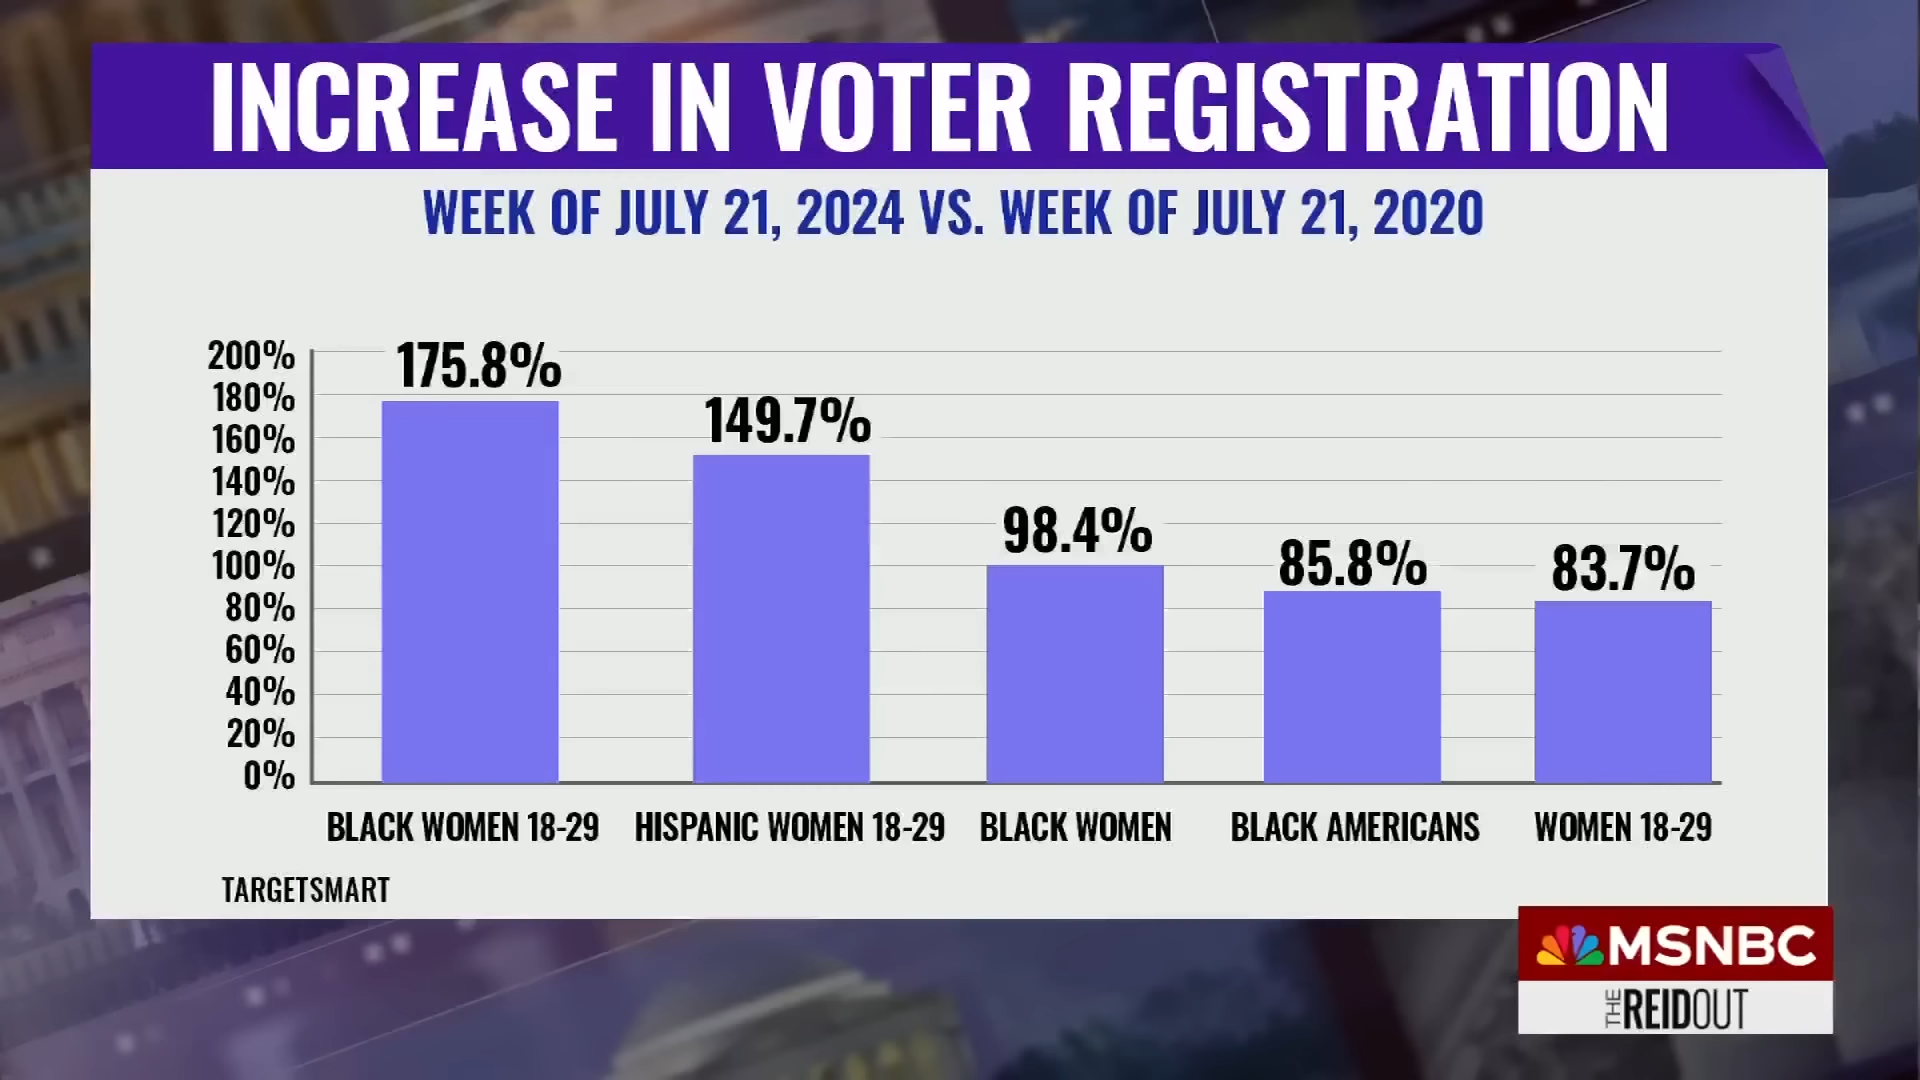 INCREASE IN VOTER REGISTRATION
WEEK OF JULY 21, 2024 VS. WEEK OF JULY 21, 2020
200%
180%
160%
140%
120%
100%
80%
60%
40%
20%
0%
175.8%
149.7%
98.4%
85.8%
83.7%
BLACK WOMEN 18-29
HISPANIC WOMEN 18-29
BLACK WOMEN
BLACK AMERICANS
WOMEN 18-29
TARGETSMART
MSNBC
THE REIDOUT